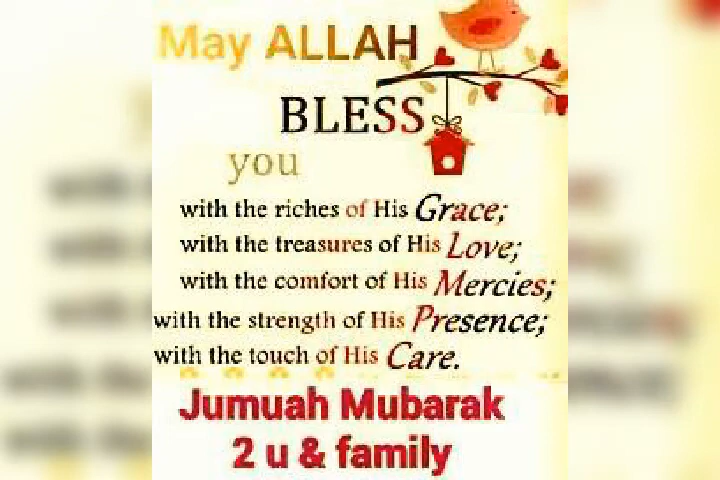 May ALLAH
BLESS
you
with the riches of His Grace;
with the treasures of His Love;
with the comfort of His Mercies;
with the strength of His Presence;
with the touch of His Care.
Jumuah Mubarak
2 u & family